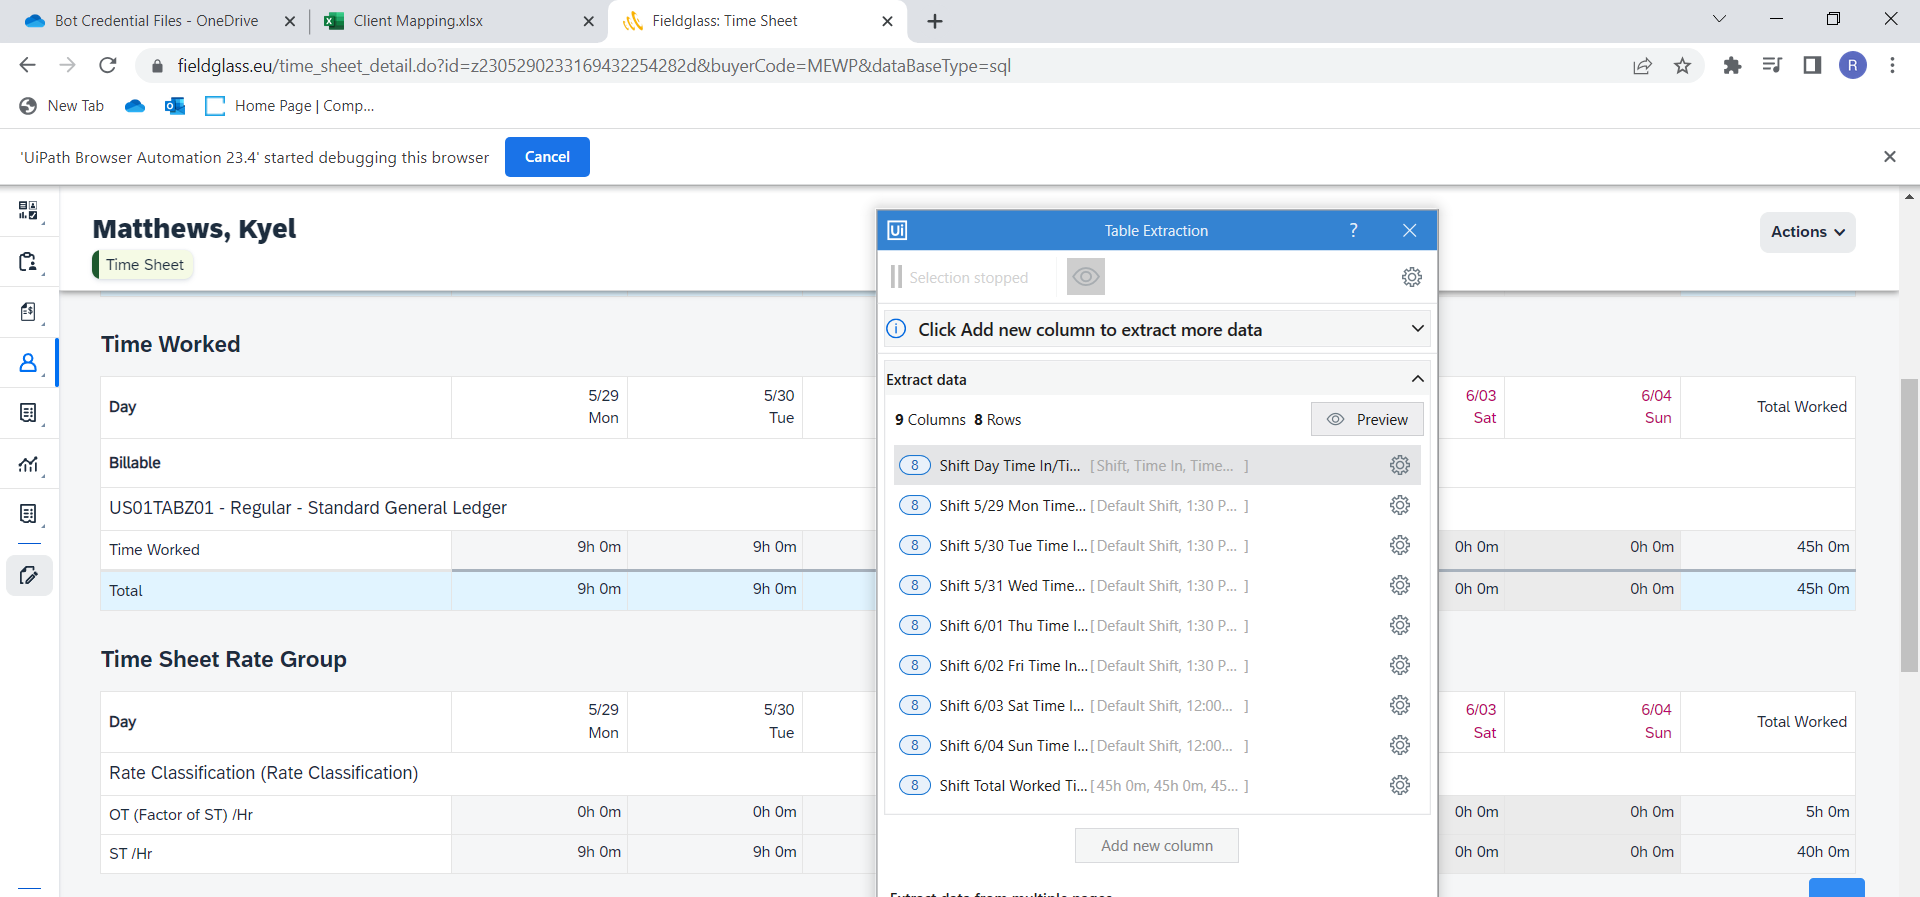 Bot Credential Files - OneDrive
Client Mapping.xlsx
Fieldglass: Time Sheet
fieldglass.eu/time_sheet_detail.do?id=z2305290233169432254282d&buyerCode=MEWP&dataBaseType=sql
R
New Tab
Home Page | Comp...
'UiPath Browser Automation 23.4' started debugging this browser
Cancel
Matthews, Kyel
Time Sheet
Actions
Time Worked
Day 5/29 Mon 5/30 Tue 6/03 Sat 6/04 Sun Total Worked
Billable
US01TABZ01 - Regular - Standard General Ledger
Time Worked 9h 0m 9h 0m 0h 0m 0h 0m 45h 0m
Total 9h 0m 9h 0m 0h 0m 0h 0m 45h 0m
Time Sheet Rate Group
Day 5/29 Mon 5/30 Tue 6/03 Sat 6/04 Sun Total Worked
Rate Classification (Rate Classification)
OT (Factor of ST) /Hr 0h 0m 0h 0m 0h 0m 0h 0m 5h 0m
ST /Hr 9h 0m 9h 0m 0h 0m 0h 0m 40h 0m
Ui Table Extraction ?
Selection stopped
Click Add new column to extract more data
Extract data
9 Columns 8 Rows Preview
8 Shift Day Time In/Ti... [ Shift, Time In, Time... ]
8 Shift 5/29 Mon Time... [ Default Shift, 1:30 P... ]
8 Shift 5/30 Tue Time I... [ Default Shift, 1:30 P... ]
8 Shift 5/31 Wed Time... [ Default Shift, 1:30 P... ]
8 Shift 6/01 Thu Time I... [ Default Shift, 1:30 P... ]
8 Shift 6/02 Fri Time In... [ Default Shift, 1:30 P... ]
8 Shift 6/03 Sat Time I... [ Default Shift, 12:00... ]
8 Shift 6/04 Sun Time I... [ Default Shift, 12:00... ]
8 Shift Total Worked Ti... [ 45h 0m, 45h 0m, 45... ]
Add new column
Extract data from multiple pages